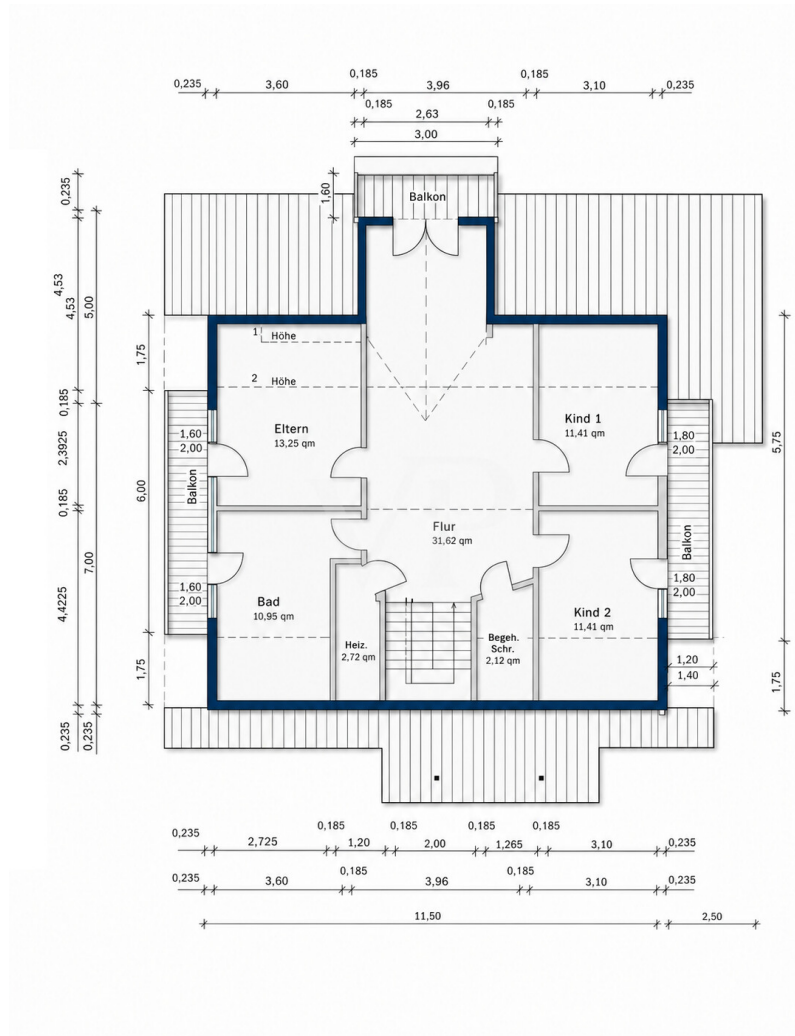 0,185 0,185
0,235 3,60 3,96 3,10 0,235
0,185 0,185
2,63
3,00
1,60
Balkon
0,235
4,53
4,53
5,00
1,75
1 Höhe
2 Höhe
Eltern
13,25 qm
Kind 1
11,41 qm
0,185
2,3925
0,185
6,00
5,75
1,60
2,00
1,80
2,00
Balkon
Flur
31,62 qm
Balkon
7,00
4,4225
1,60
2,00
1,80
2,00
Bad
10,95 qm
Heiz.
2,72 qm
Begeh.
Schr.
2,12 qm
Kind 2
11,41 qm
1,75
1,20
1,40
1,75
0,235
0,235
0,185 0,185 0,185 0,185
0,235 2,725 1,20 2,00 1,265 3,10 0,235
0,185 0,185
0,235 3,60 3,96 3,10 0,235
11,50 2,50